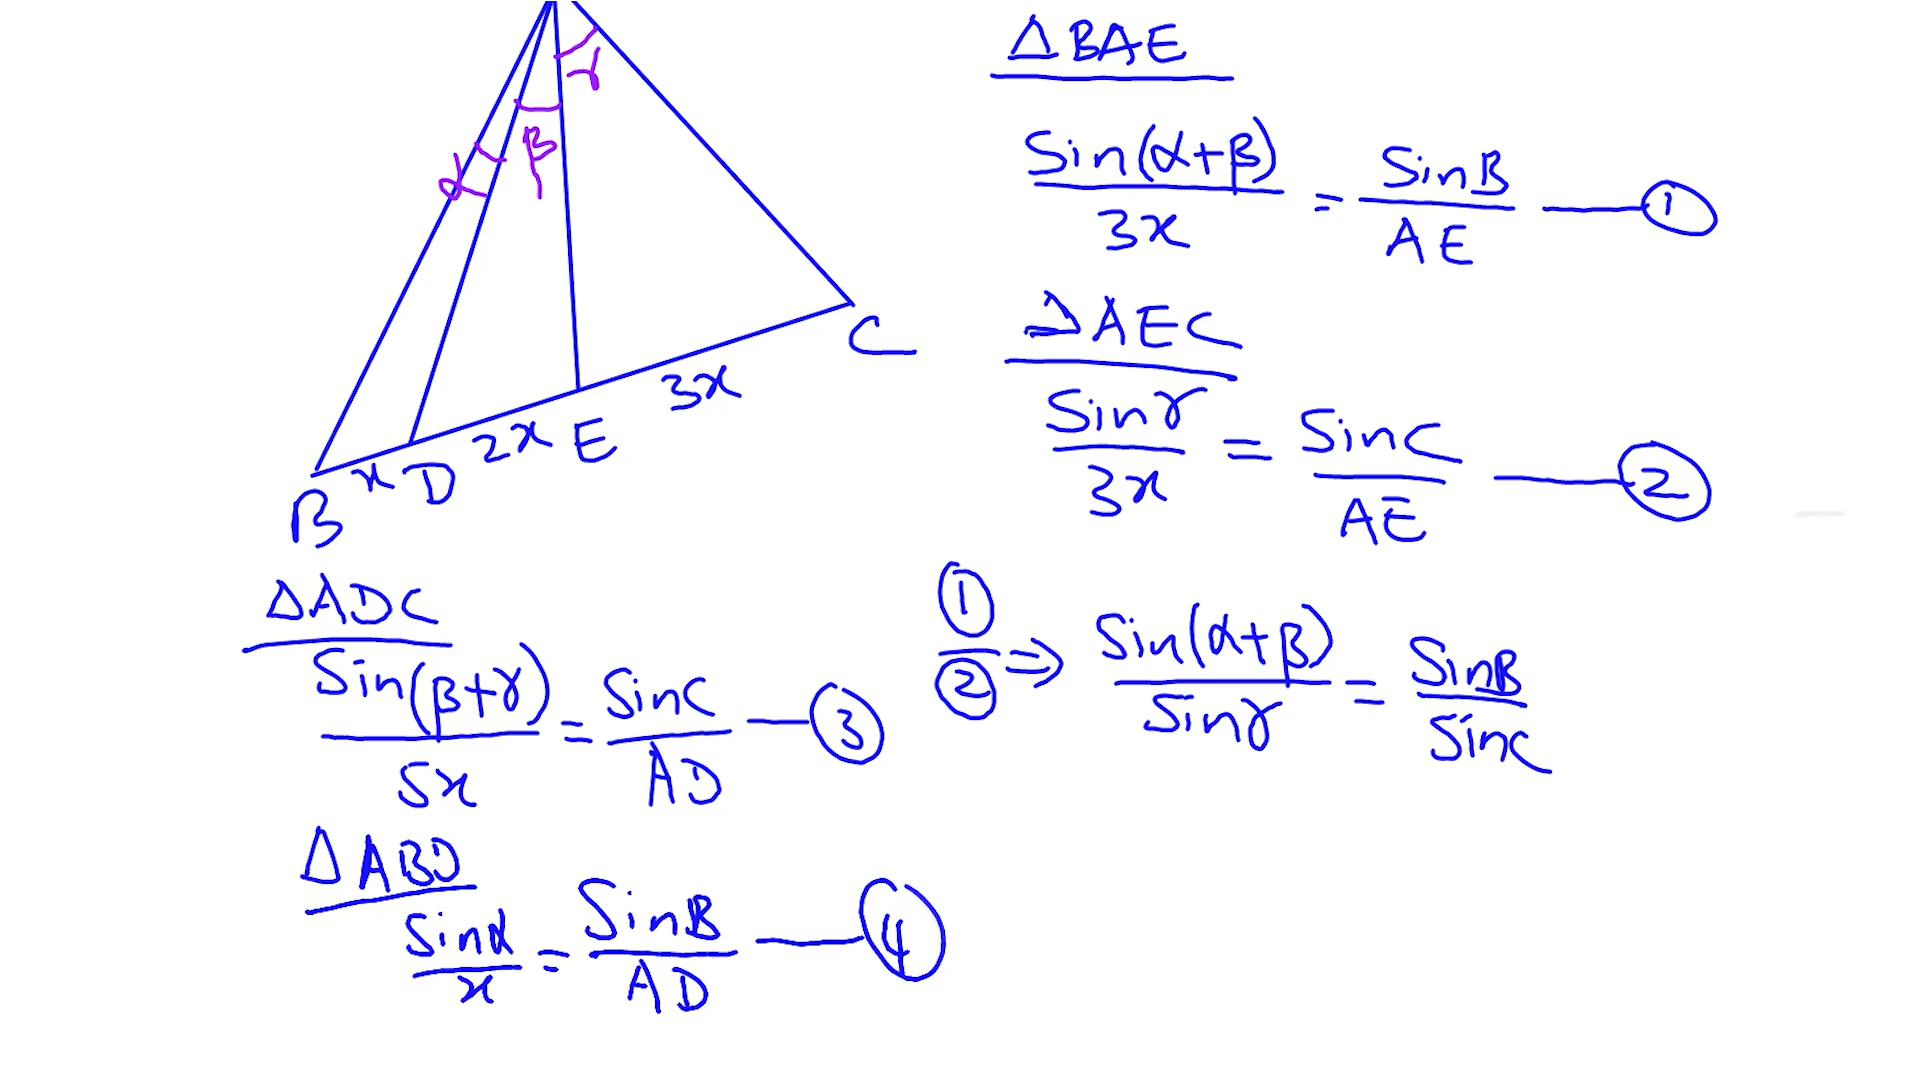 α
β
γ
C
3x
2x E
x D
B
ΔADC
Sin(β+γ)/5x = SinC/AD — ③
ΔABD
Sinα/x = SinB/AD — ④
ΔBAE
Sin(α+β)/3x = SinB/AE — ①
ΔAEC
Sinγ/3x = SinC/AE — ②
①/② ⇒ Sin(α+β)/Sinγ = SinB/SinC